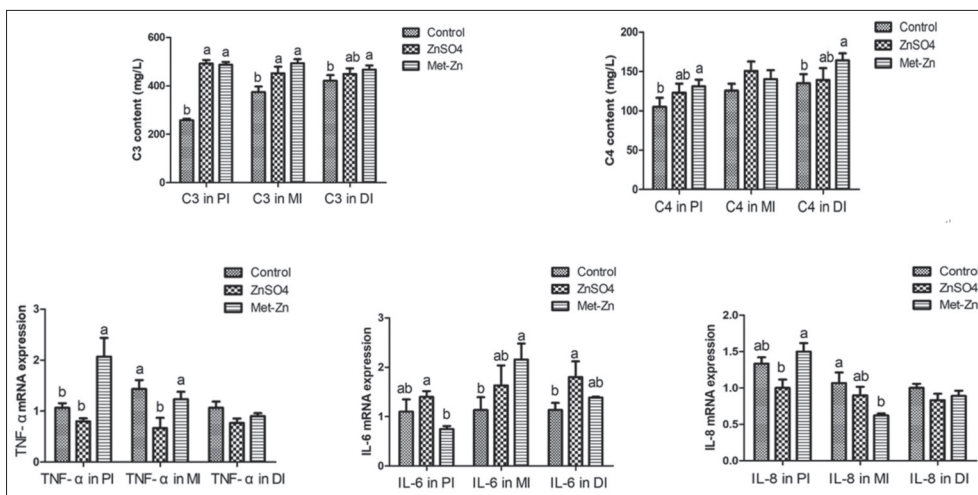 Control
ZnSO4
Met-Zn
C3 content (mg/L)
600
400
200
0
b a a
b a a
b ab a
C3 in PI C3 in MI C3 in DI
Control
ZnSO4
Met-Zn
C4 content (mg/L)
200
150
100
50
0
b ab a
b ab a
C4 in PI C4 in MI C4 in DI
Control
ZnSO4
Met-Zn
TNF-α mRNA expression
3
2
1
0
b b a
a b a
TNF-α in PI TNF-α in MI TNF-α in DI
Control
ZnSO4
Met-Zn
IL-6 mRNA expression
3
2
1
0
ab a b
b ab a
b a ab
IL-6 in PI IL-6 in MI IL-6 in DI
Control
ZnSO4
Met-Zn
IL-8 mRNA expression
2.0
1.5
1.0
0.5
0.0
ab b a
a ab b
IL-8 in PI IL-8 in MI IL-8 in DI